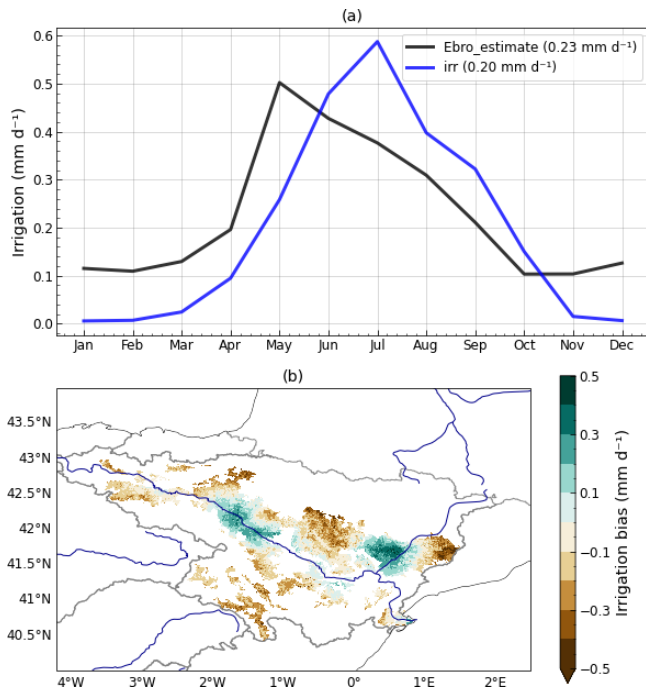 (a)
Irrigation (mm d⁻¹)
0.6
0.5
0.4
0.3
0.2
0.1
0.0
Ebro_estimate (0.23 mm d⁻¹)
irr (0.20 mm d⁻¹)
Jan Feb Mar Apr May Jun Jul Aug Sep Oct Nov Dec
(b)
43.5°N
43°N
42.5°N
42°N
41.5°N
41°N
40.5°N
4°W 3°W 2°W 1°W 0° 1°E 2°E
0.5
0.3
0.1
−0.1
−0.3
−0.5
Irrigation bias (mm d⁻¹)